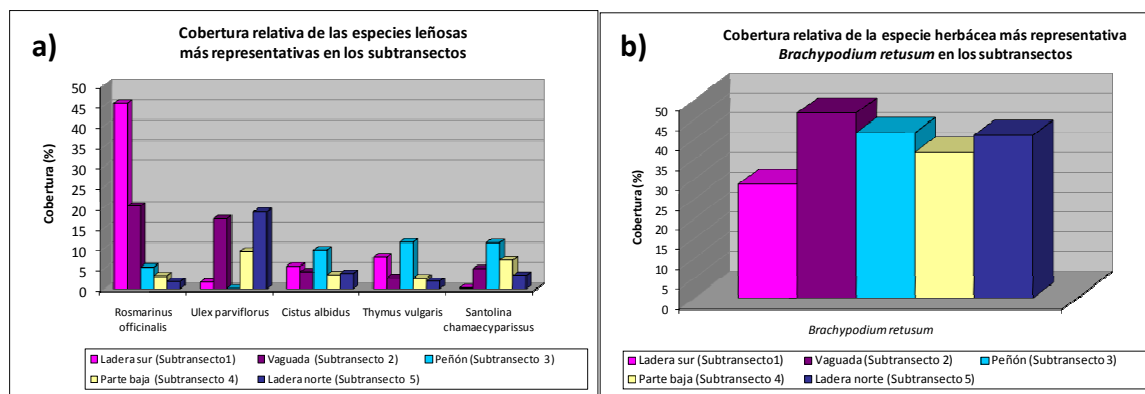 a)
Cobertura relativa de las especies leñosas
más representativas en los subtransectos
Cobertura (%)
50
45
40
35
30
25
20
15
10
5
0
Rosmarinus
officinalis
Ulex parviflorus
Cistus albidus
Thymus vulgaris
Santolina
chamaecyparissus
Ladera sur (Subtransecto1)
Vaguada (Subtransecto 2)
Peñón (Subtransecto 3)
Parte baja (Subtransecto 4)
Ladera norte (Subtransecto 5)
b)
Cobertura relativa de la especie herbácea más representativa
Brachypodium retusum en los subtransectos
Cobertura (%)
50
45
40
35
30
25
20
15
10
5
0
Brachypodium retusum
Ladera sur (Subtransecto1)
Vaguada (Subtransecto 2)
Peñón (Subtransecto 3)
Parte baja (Subtransecto 4)
Ladera norte (Subtransecto 5)